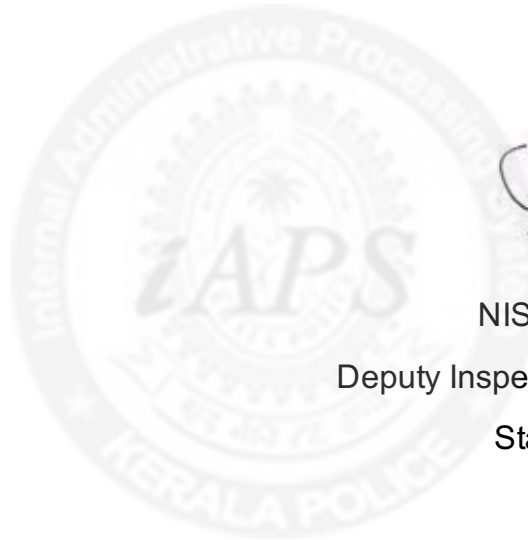 Internal Administrative Processing System
iAPS
KERALA POLICE
NIS
Deputy Inspe
Sta